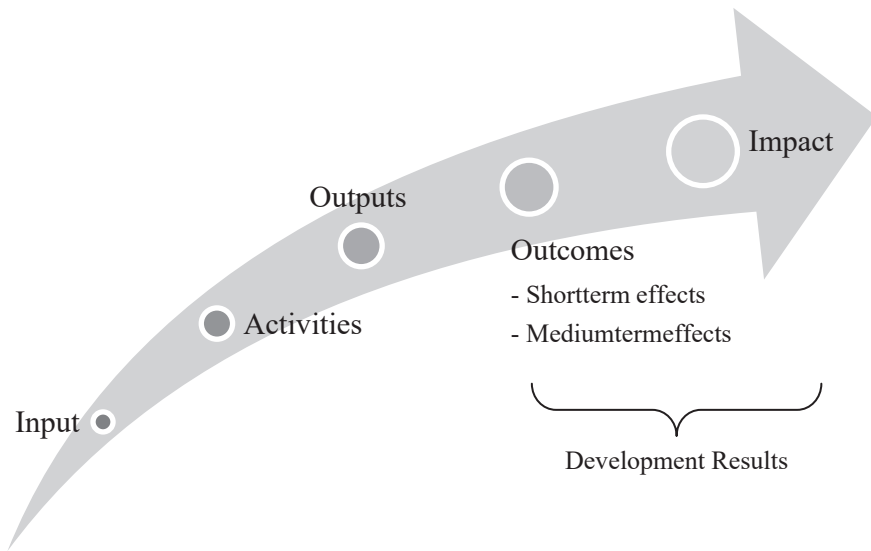 Impact
Outputs
Outcomes
- Shortterm effects
- Mediumtermeffects
Activities
Input
Development Results